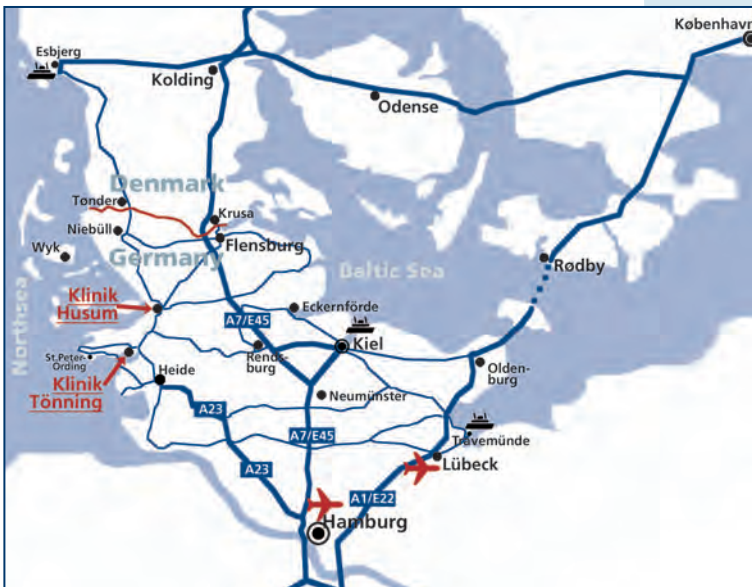 København
Esbjerg
Kolding
Odense
Denmark
Tønder
Krusa
Niebüll
Flensburg
Wyk
Germany
Baltic Sea
Rødby
Northsea
Klinik
Husum
Eckernförde
A7/E45
Kiel
St.Peter-
Ording
Rends-
burg
Heide
Klinik
Tönning
Olden-
burg
Neumünster
A23
A7/E45
Travemünde
Lübeck
A23
A1/E22
Hamburg